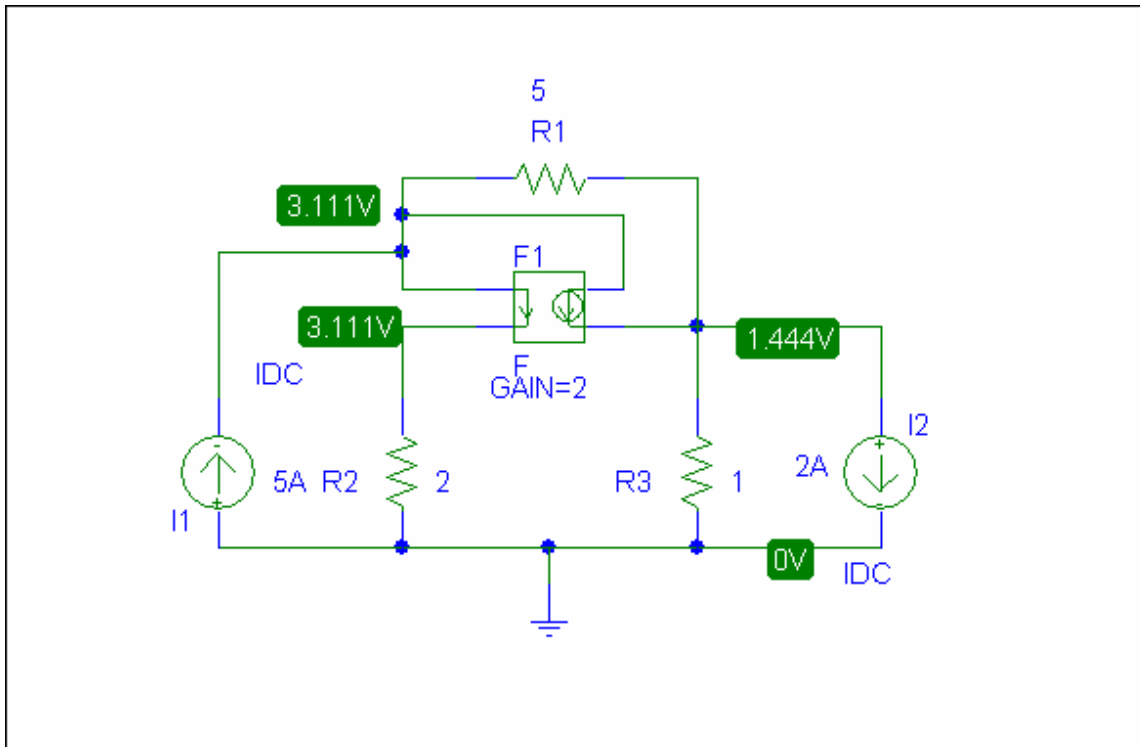 5
R1
3.111V
F1
3.111V
1.444V
IDC
F
GAIN=2
I2
5A
R2
2
R3
1
2A
-
+
+
-
I1
0V
IDC